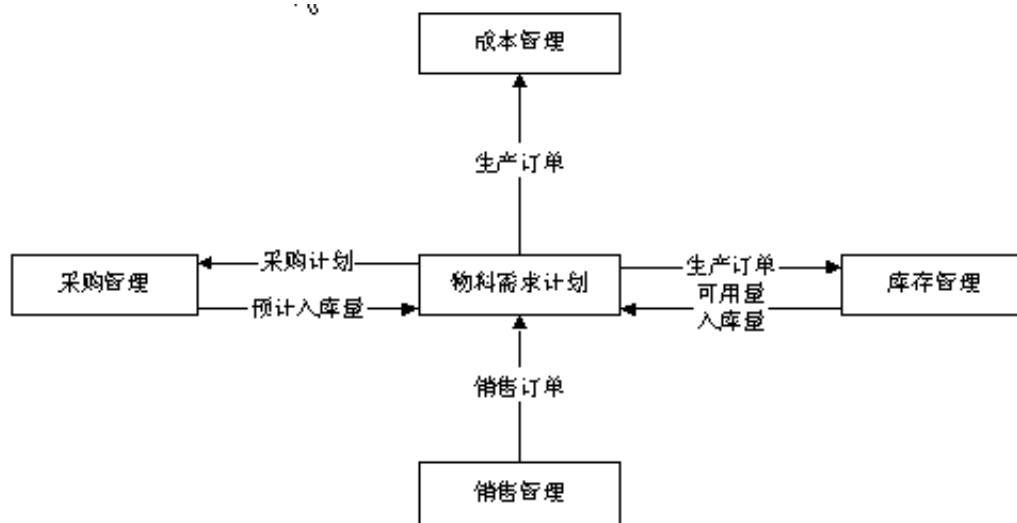 成本管理
生产订单
采购计划
生产订单
采购管理
物料需求计划
库存管理
预计入库量
可用量
入库量
销售订单
销售管理